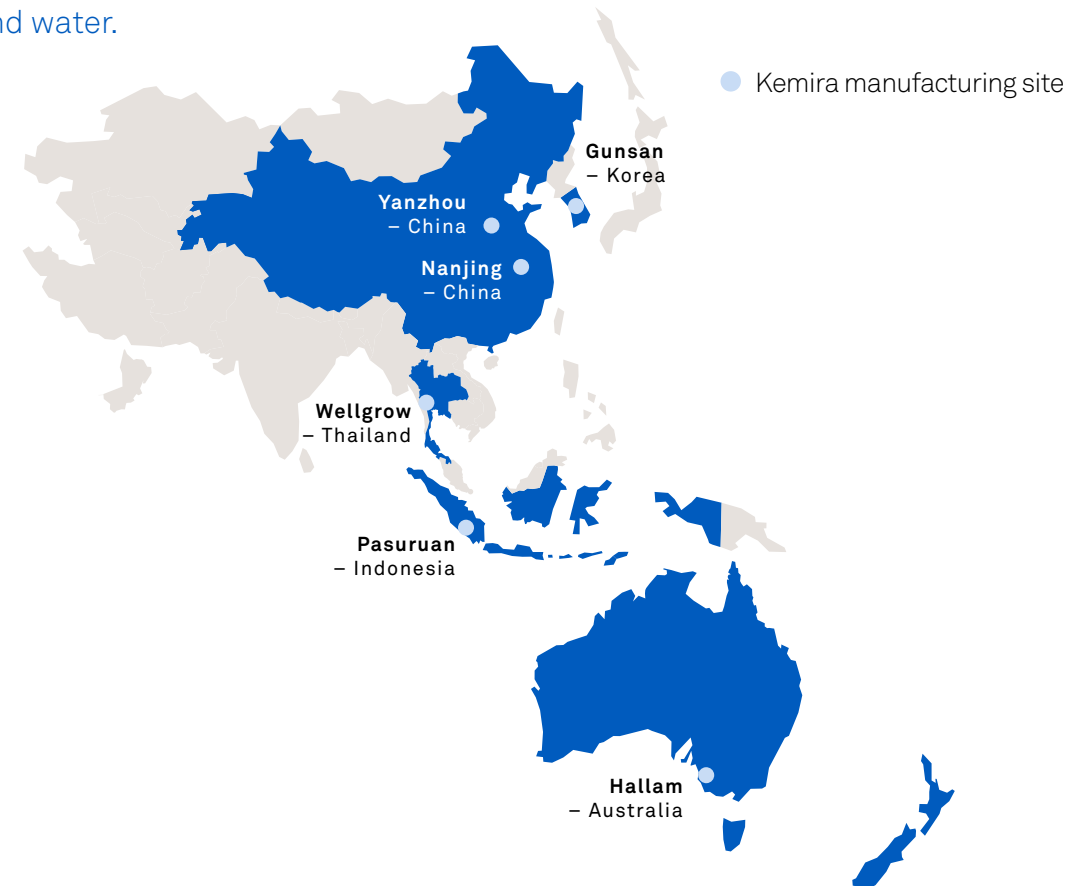 nd water.
Kemira manufacturing site
Gunsan
– Korea
Yanzhou
– China
Nanjing
– China
Wellgrow
– Thailand
Pasuruan
– Indonesia
Hallam
– Australia